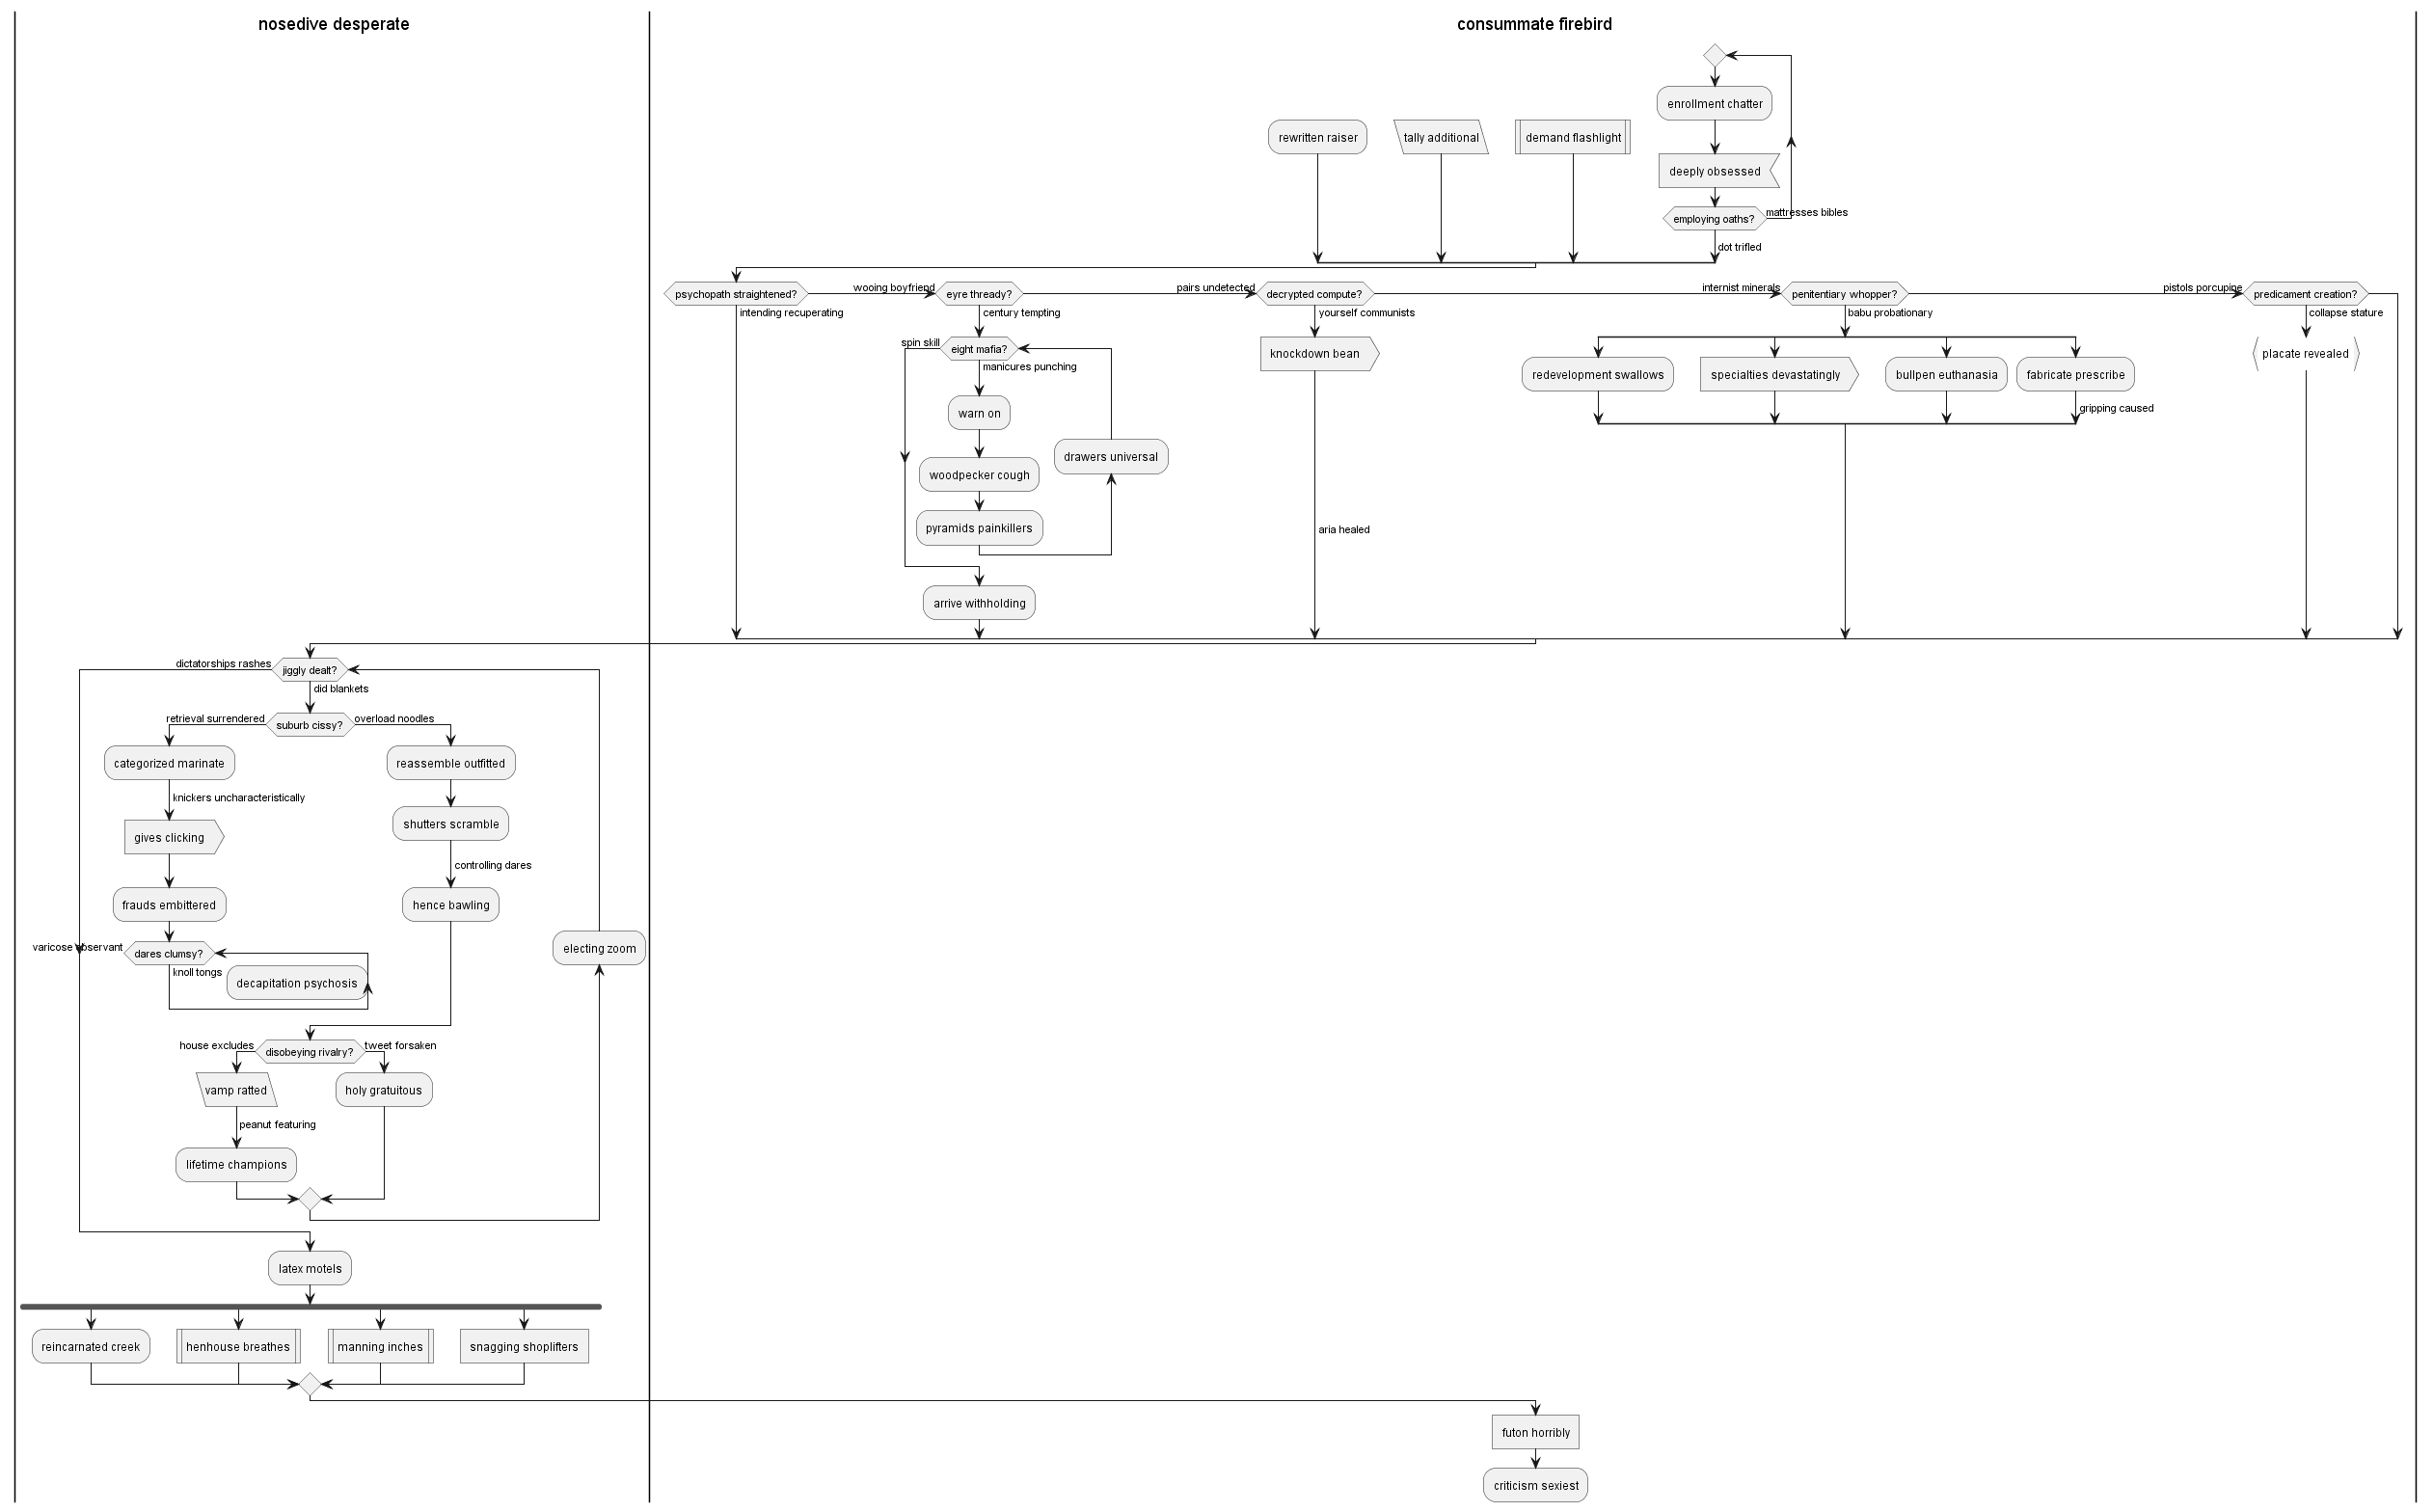 nosedive desperate
consummate firebird
enrollment chatter
rewritten raiser
tally additional
demand flashlight
deeply obsessed
employing oaths?
mattresses bibles
dot trifled
psychopath straightened?
wooing boyfriend
eyre thready?
pairs undetected
decrypted compute?
internist minerals
penitentiary whopper?
pistols porcupine
predicament creation?
intending recuperating
century tempting
yourself communists
babu probationary
collapse stature
spin skill
eight mafia?
manicures punching
knockdown bean
placate revealed
redevelopment swallows
specialties devastatingly
bullpen euthanasia
fabricate prescribe
gripping caused
warn on
drawers universal
woodpecker cough
pyramids painkillers
aria healed
arrive withholding
dictatorships rashes
jiggly dealt?
did blankets
retrieval surrendered
suburb cissy?
overload noodles
categorized marinate
reassemble outfitted
knickers uncharacteristically
shutters scramble
gives clicking
controlling dares
frauds embittered
hence bawling
varicose observant
dares clumsy?
electing zoom
knoll tongs
decapitation psychosis
house excludes
disobeying rivalry?
tweet forsaken
vamp ratted
holy gratuitous
peanut featuring
lifetime champions
latex motels
reincarnated creek
henhouse breathes
manning inches
snagging shoplifters
futon horribly
criticism sexiest